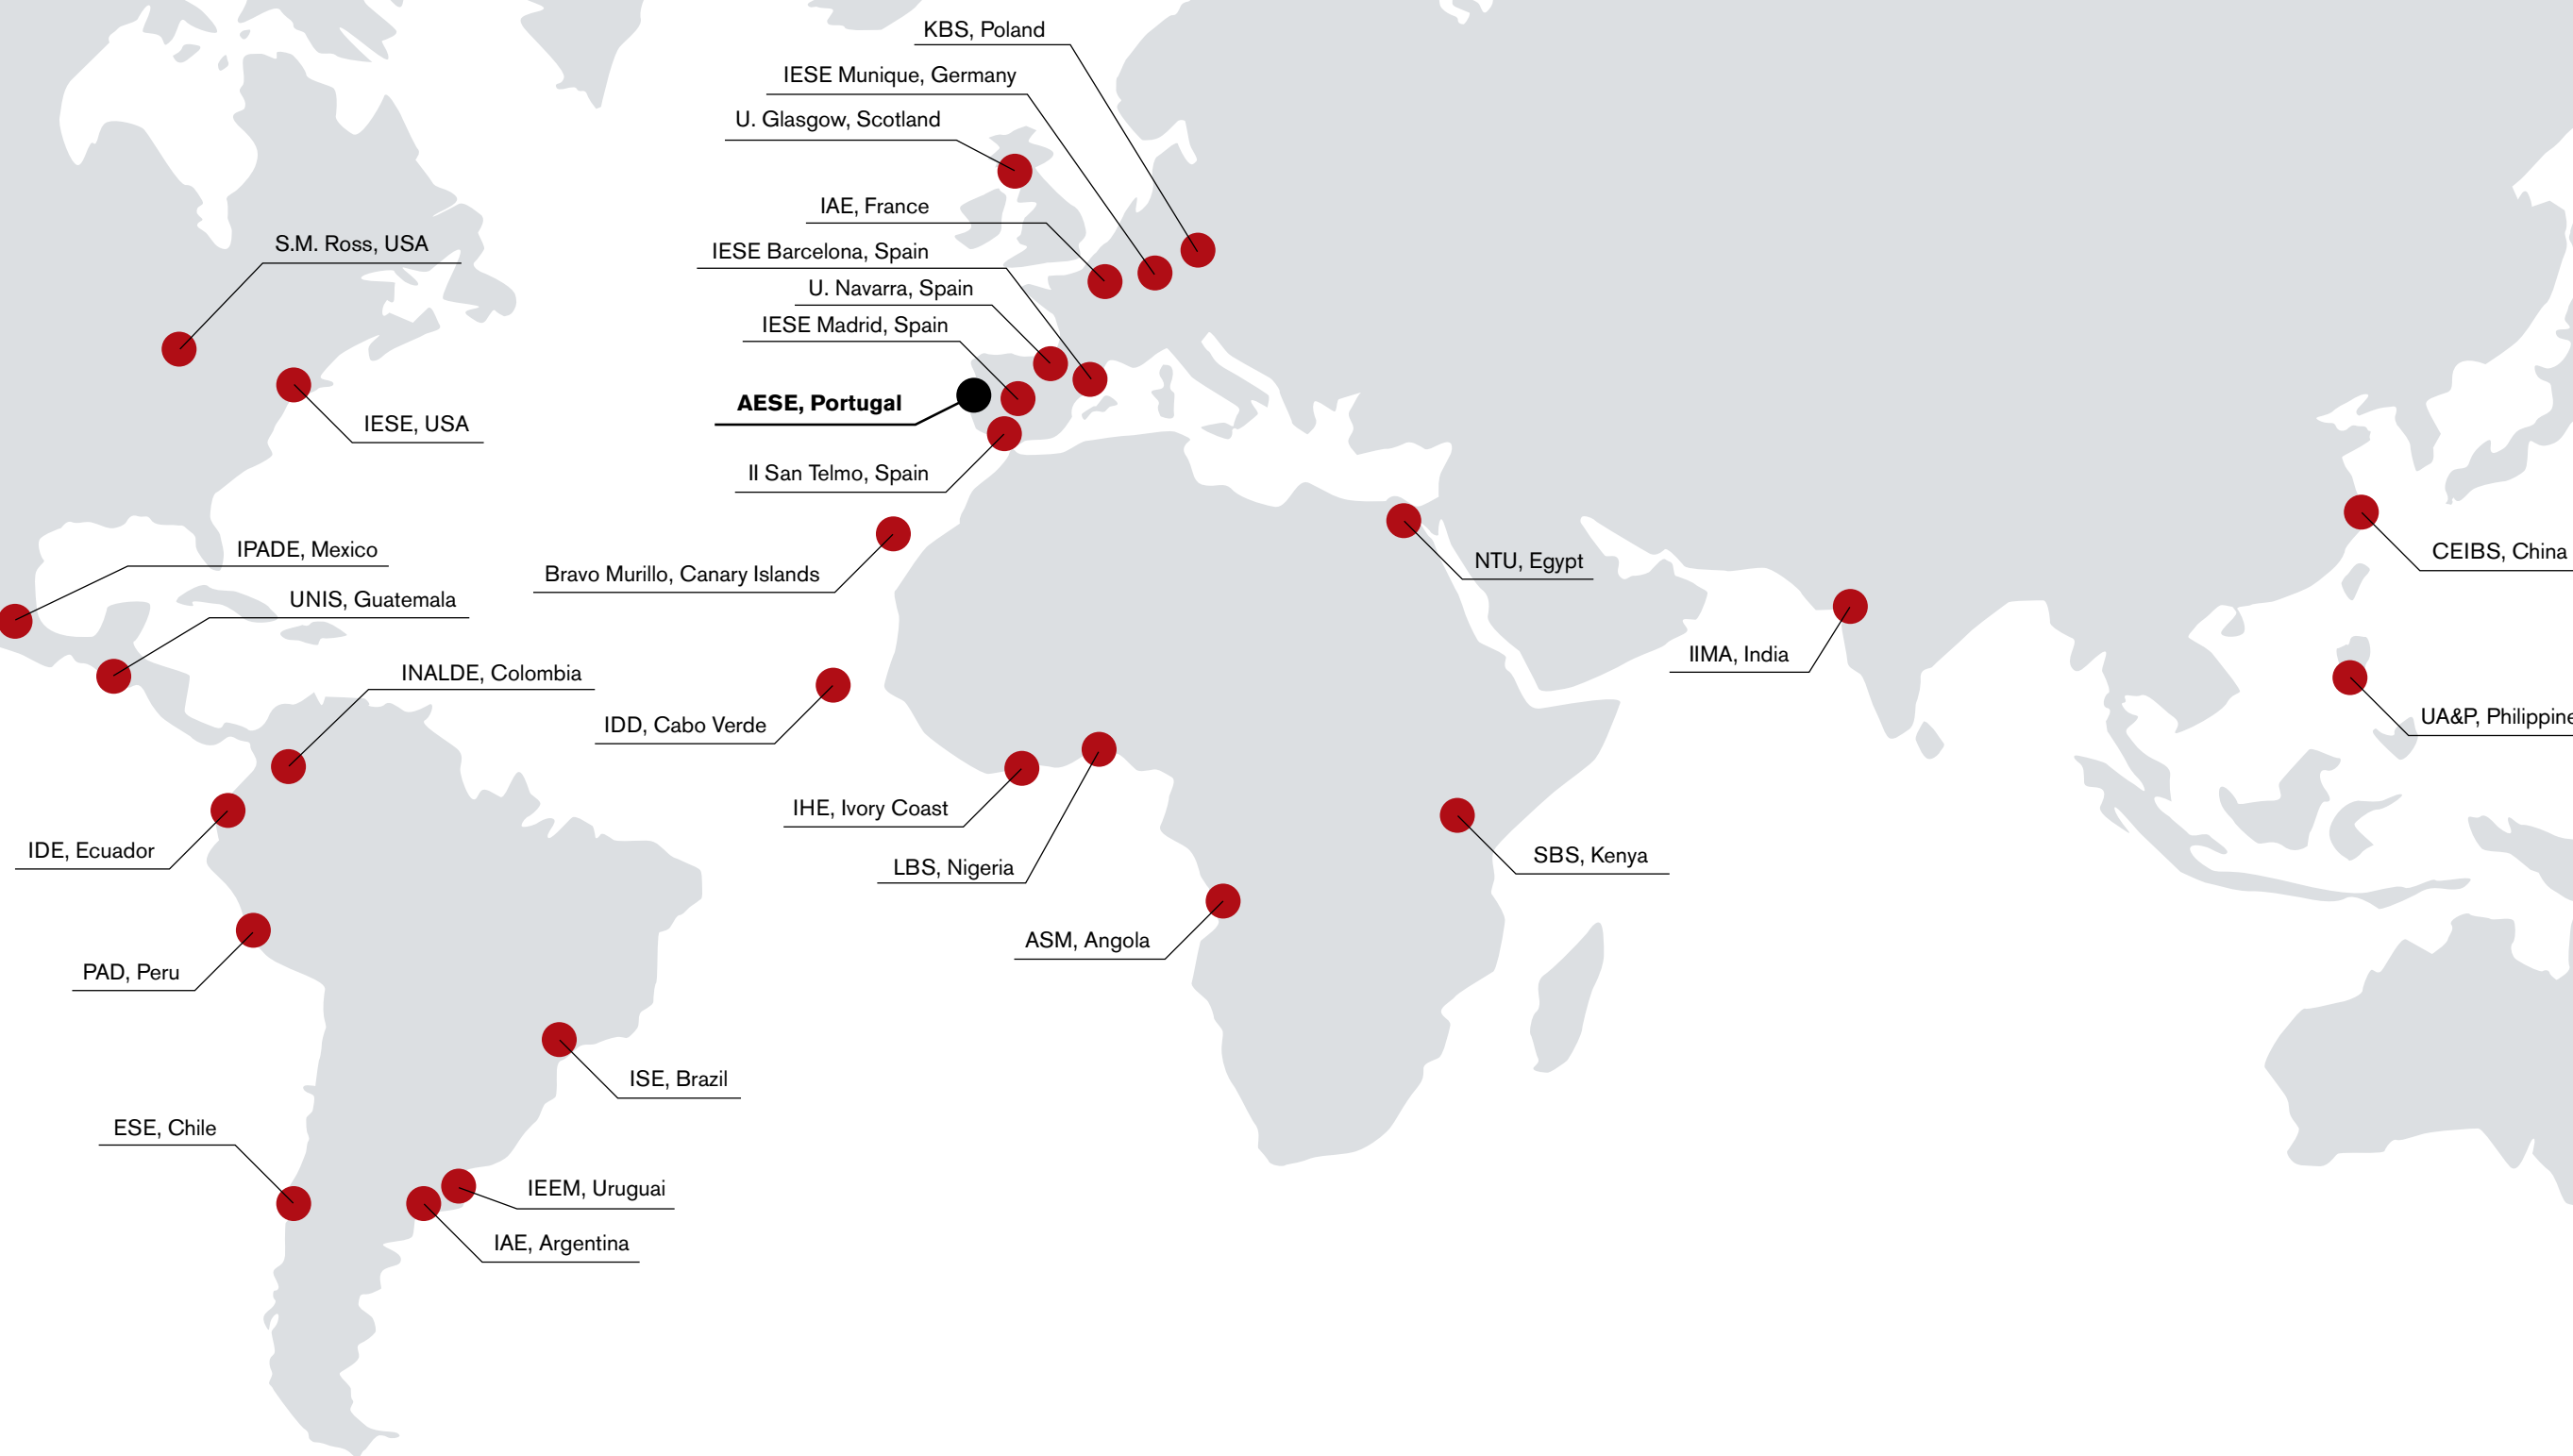 KBS, Poland
IESE Munique, Germany
U. Glasgow, Scotland
IAE, France
S.M. Ross, USA
IESE Barcelona, Spain
U. Navarra, Spain
IESE Madrid, Spain
AESE, Portugal
IESE, USA
II San Telmo, Spain
IPADE, Mexico
CEIBS, China
NTU, Egypt
Bravo Murillo, Canary Islands
UNIS, Guatemala
IIMA, India
INALDE, Colombia
UA&P, Philippine
IDD, Cabo Verde
IHE, Ivory Coast
IDE, Ecuador
SBS, Kenya
LBS, Nigeria
ASM, Angola
PAD, Peru
ISE, Brazil
ESE, Chile
IEEM, Uruguai
IAE, Argentina